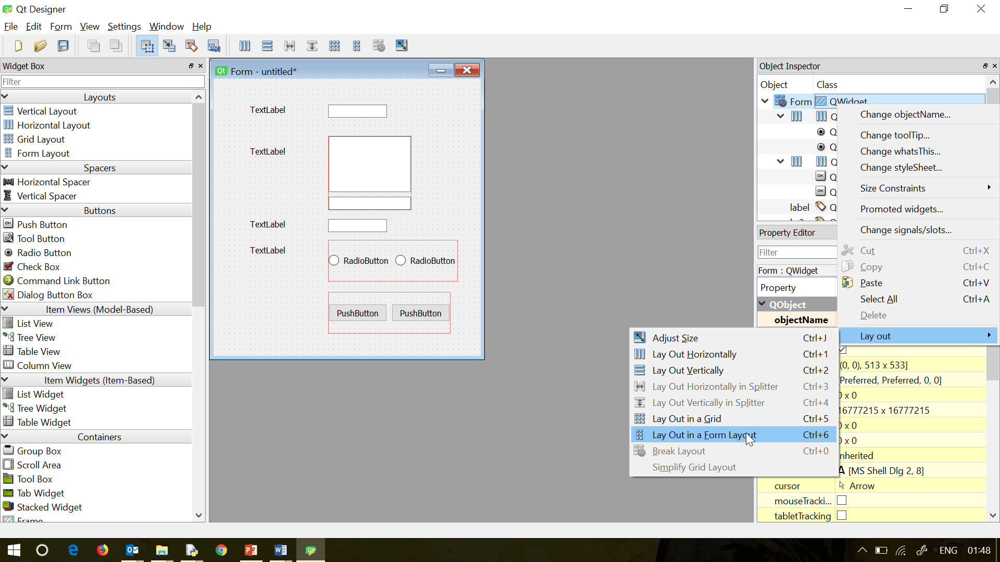 Qt Designer
File Edit Form View Settings Window Help
Widget Box
Filter
Layouts
Vertical Layout
Horizontal Layout
Grid Layout
Form Layout
Spacers
Horizontal Spacer
Vertical Spacer
Buttons
Push Button
Tool Button
Radio Button
Check Box
Command Link Button
Dialog Button Box
Item Views (Model-Based)
List View
Tree View
Table View
Column View
Item Widgets (Item-Based)
List Widget
Tree Widget
Table Widget
Containers
Group Box
Scroll Area
Tool Box
Tab Widget
Stacked Widget
Frame
Qt Form - untitled*
TextLabel
TextLabel
TextLabel
TextLabel
RadioButton RadioButton
PushButton PushButton
Object Inspector
Object Class
Form QWidget
Q
Q
Q
Q
Q
Q
label Q
Property Editor
Filter
Form : QWidget
Property
QObject
objectName
(0, 0), 513 x 533]
Preferred, Preferred, 0, 0]
0 x 0
16777215 x 16777215
0 x 0
0 x 0
nherited
A [MS Shell Dlg 2, 8]
cursor Arrow
mouseTracki...
tabletTracking
Change objectName...
Change toolTip...
Change whatsThis...
Change styleSheet...
Size Constraints
Promoted widgets...
Change signals/slots...
Cut Ctrl+X
Copy Ctrl+C
Paste Ctrl+V
Select All Ctrl+A
Delete
Lay out
Adjust Size Ctrl+J
Lay Out Horizontally Ctrl+1
Lay Out Vertically Ctrl+2
Lay Out Horizontally in Splitter Ctrl+3
Lay Out Vertically in Splitter Ctrl+4
Lay Out in a Grid Ctrl+5
Lay Out in a Form Layout Ctrl+6
Break Layout Ctrl+0
Simplify Grid Layout
ENG 01:48